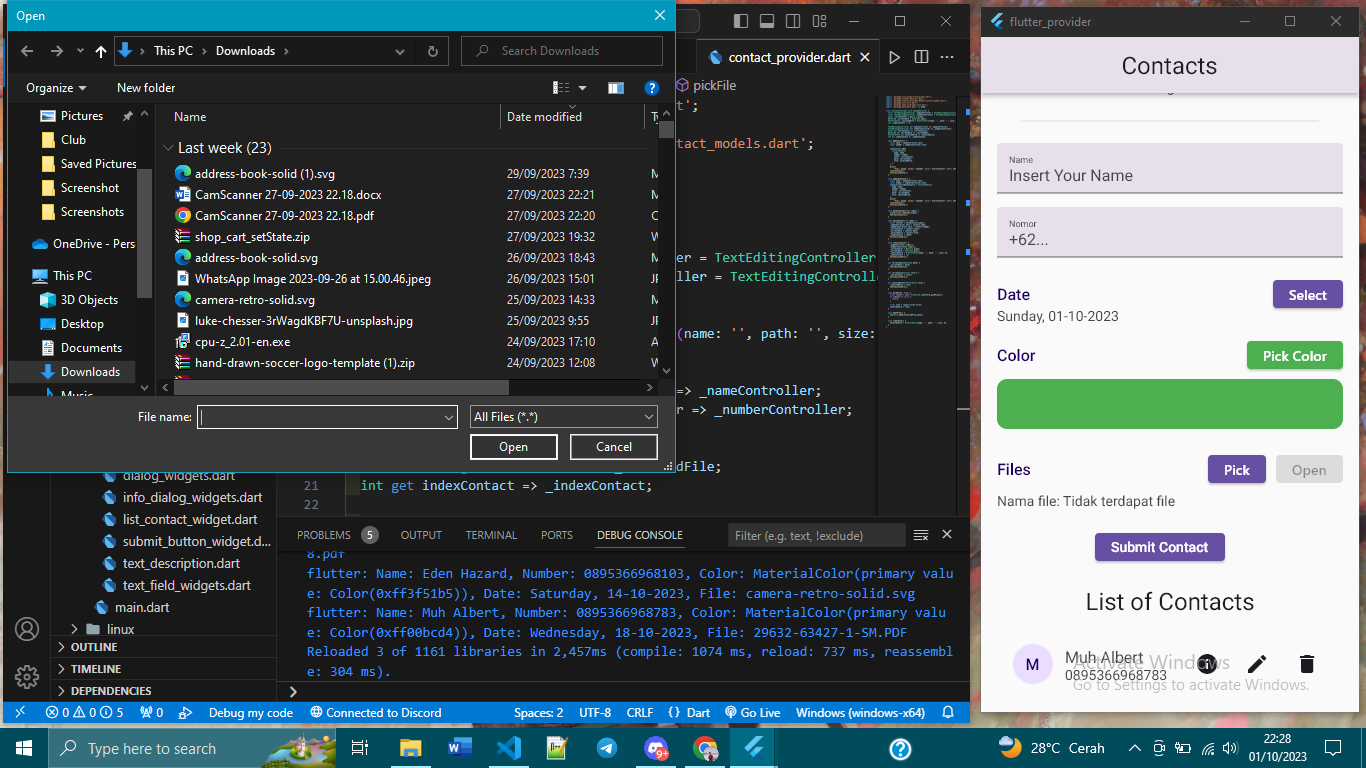 Open
This PC
Downloads
Search Downloads
Organize
New folder
Pictures
Club
Saved Pictures
Screenshot
Screenshots
OneDrive - Pers
This PC
3D Objects
Desktop
Documents
Downloads
Music
Name
Date modified
Last week (23)
address-book-solid (1).svg 29/09/2023 7:39
CamScanner 27-09-2023 22.18.docx 27/09/2023 22:21
CamScanner 27-09-2023 22.18.pdf 27/09/2023 22:20
shop_cart_setState.zip 27/09/2023 19:32
address-book-solid.svg 26/09/2023 18:43
WhatsApp Image 2023-09-26 at 15.00.46.jpeg 26/09/2023 15:01
camera-retro-solid.svg 25/09/2023 14:33
luke-chesser-3rWagdKBF7U-unsplash.jpg 25/09/2023 9:55
cpu-z_2.01-en.exe 24/09/2023 17:10
hand-drawn-soccer-logo-template (1).zip 24/09/2023 12:08
File name:
All Files (*.*)
Open
Cancel
contact_provider.dart
pickFile
t';
tact_models.dart';
er = TextEditingController
ller = TextEditingControlle
(name: '', path: '', size:
=> _nameController;
r => _numberController;
dFile;
21 int get indexContact => _indexContact;
22
dialog_widgets.dart
info_dialog_widgets.dart
list_contact_widget.dart
submit_button_widget.d...
text_description.dart
text_field_widgets.dart
main.dart
linux
OUTLINE
TIMELINE
DEPENDENCIES
PROBLEMS 5
OUTPUT
TERMINAL
PORTS
DEBUG CONSOLE
Filter (e.g. text, !exclude)
8.pdf
flutter: Name: Eden Hazard, Number: 0895366968103, Color: MaterialColor(primary valu
e: Color(0xff3f51b5)), Date: Saturday, 14-10-2023, File: camera-retro-solid.svg
flutter: Name: Muh Albert, Number: 0895366968783, Color: MaterialColor(primary valu
e: Color(0xff00bcd4)), Date: Wednesday, 18-10-2023, File: 29632-63427-1-SM.PDF
Reloaded 3 of 1161 libraries in 2,457ms (compile: 1074 ms, reload: 737 ms, reassembl
e: 304 ms).
0 0 5
0
Debug my code
Connected to Discord
Spaces: 2
UTF-8
CRLF
{} Dart
Go Live
Windows (windows-x64)
flutter_provider
Contacts
Name
Insert Your Name
Nomor
+62...
Date
Select
Sunday, 01-10-2023
Color
Pick Color
Files
Pick
Open
Nama file: Tidak terdapat file
Submit Contact
List of Contacts
M
Muh Albert
0895366968783
Activate Windows
Go to Settings to activate Windows.
Type here to search
9+
28°C Cerah
22:28
01/10/2023